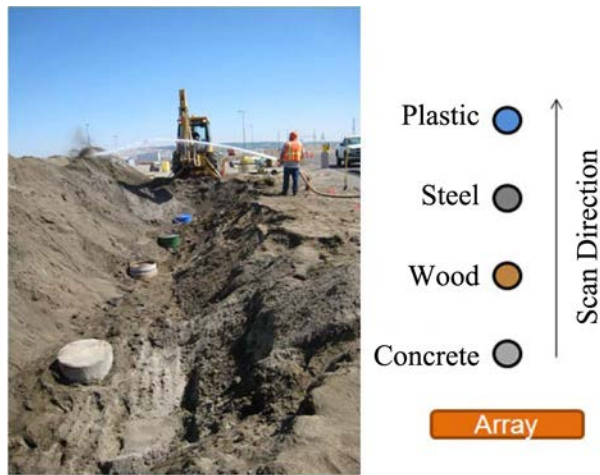 Plastic
Steel
Wood
Concrete
Scan Direction
Array